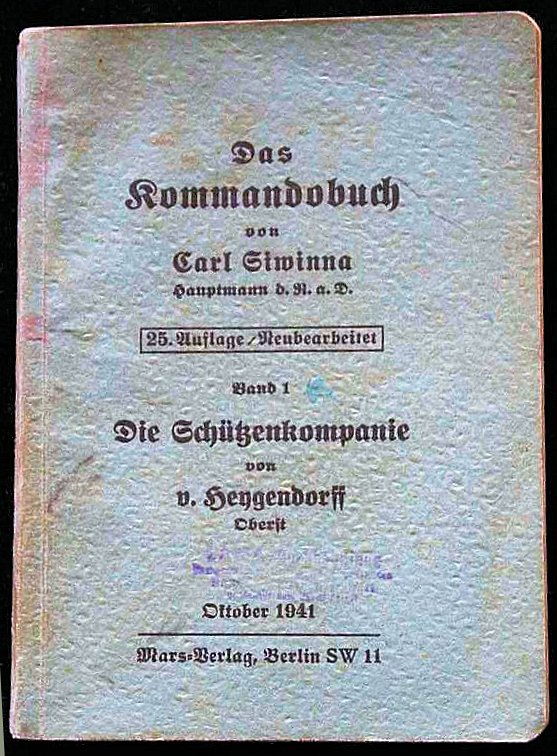 Das
Kommandobuch
von
Carl Siwinna
Hauptmann d. R. a. D.
25. Auflage / Neubearbeitet
Band 1
Die Schützenkompanie
von
v. Heygendorff
Oberst
Oktober 1941
Mars-Verlag, Berlin SW 11